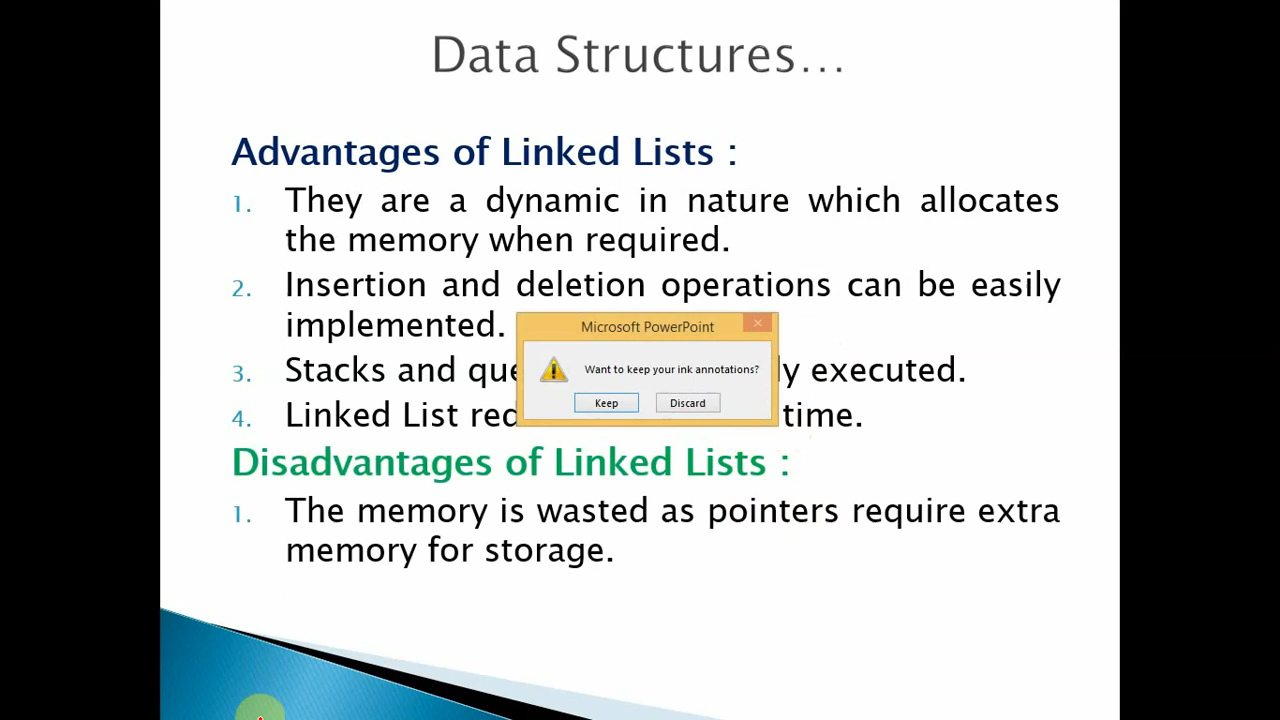 Data Structures...
Advantages of Linked Lists :
1. They are a dynamic in nature which allocates
the memory when required.
2. Insertion and deletion operations can be easily
implemented.
3. Stacks and executed.
4. Linked List time.
Microsoft PowerPoint
Want to keep your ink annotations?
Keep Discard
Disadvantages of Linked Lists :
1. The memory is wasted as pointers require extra
memory for storage.